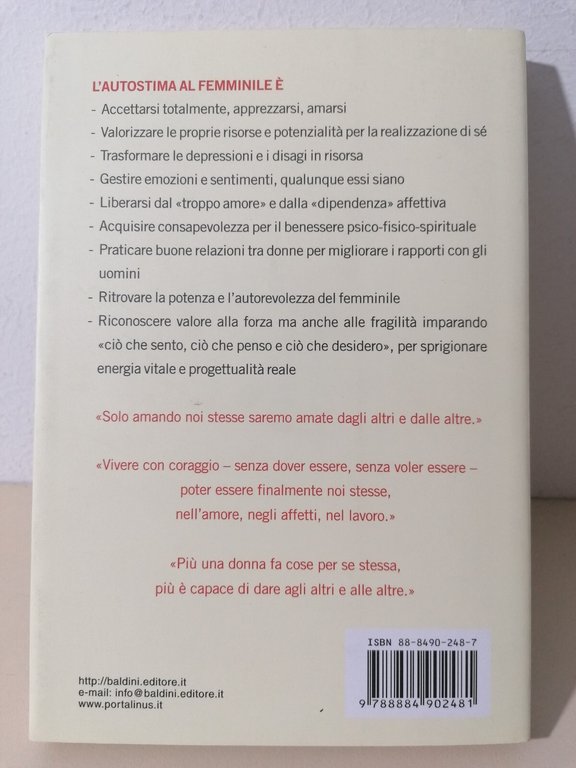 L'AUTOSTIMA AL FEMMINILE È
- Accettarsi totalmente, apprezzarsi, amarsi
- Valorizzare le proprie risorse e potenzialità per la realizzazione di sé
- Trasformare le depressioni e i disagi in risorsa
- Gestire emozioni e sentimenti, qualunque essi siano
- Liberarsi dal «troppo amore» e dalla «dipendenza» affettiva
- Acquisire consapevolezza per il benessere psico-fisico-spirituale
- Praticare buone relazioni tra donne per migliorare i rapporti con gli
uomini
- Ritrovare la potenza e l'autorevolezza del femminile
- Riconoscere valore alla forza ma anche alle fragilità imparando
«ciò che sento, ciò che penso e ciò che desidero», per sprigionare
energia vitale e progettualità reale
«Solo amando noi stesse saremo amate dagli altri e dalle altre.»
«Vivere con coraggio – senza dover essere, senza voler essere –
poter essere finalmente noi stesse,
nell'amore, negli affetti, nel lavoro.»
«Più una donna fa cose per se stessa,
più è capace di dare agli altri e alle altre.»
ISBN 88-8490-248-7
9 788884 902481
http://baldini.editore.it
e-mail: info@baldini.editore.it
www.portalinus.it